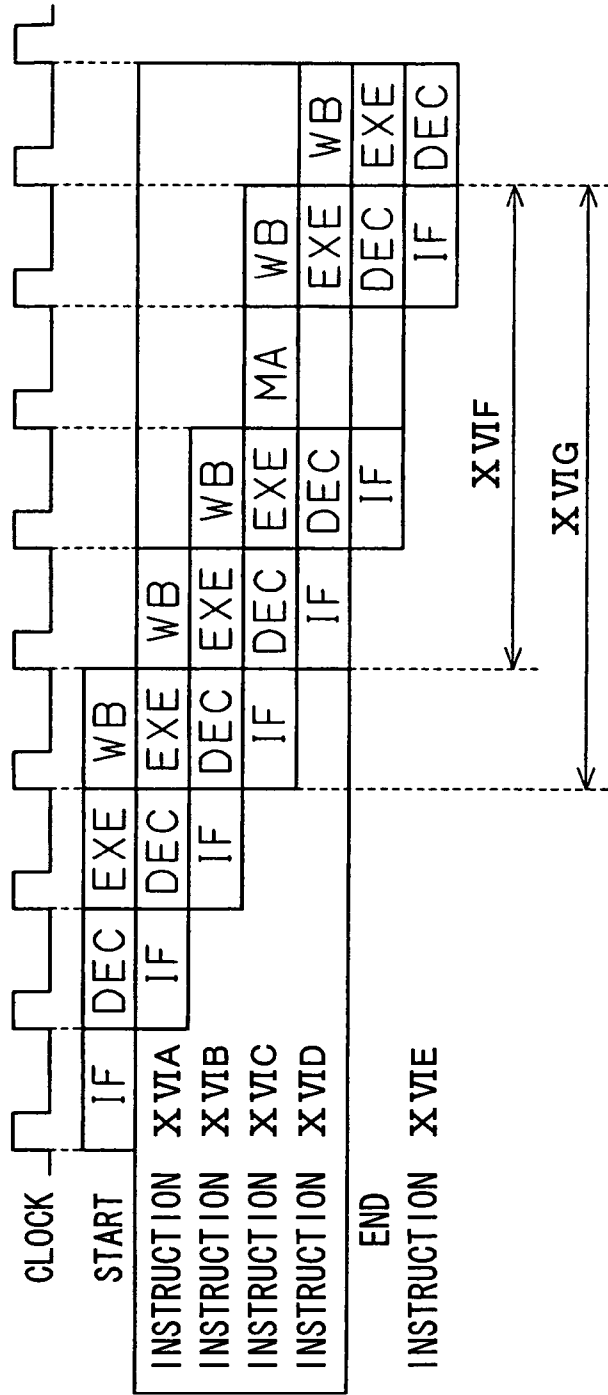 CLOCK
START IF DEC EXE WB
INSTRUCTION XVIA IF DEC EXE WB
INSTRUCTION XVIB IF DEC EXE WB
INSTRUCTION XVIC IF DEC EXE MA WB
INSTRUCTION XVID IF DEC EXE WB
END IF DEC EXE
INSTRUCTION XVIE IF DEC
XVIF
XVIG